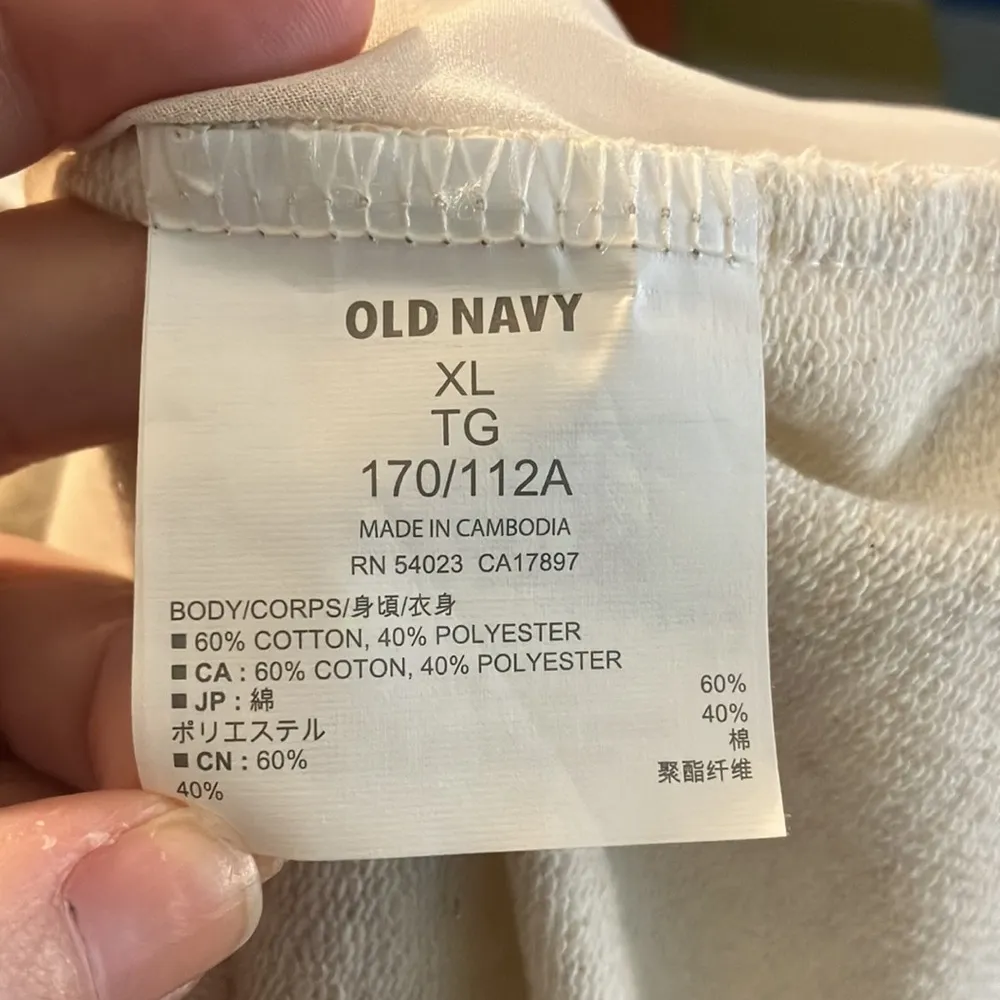 OLD NAVY
XL
TG
170/112A
MADE IN CAMBODIA
RN 54023 CA17897
BODY/CORPS/身頃/衣身
■ 60% COTTON, 40% POLYESTER
■ CA : 60% COTON, 40% POLYESTER
■ JP : 綿 60%
ポリエステル 40%
■ CN : 60% 棉
40% 聚酯纤维